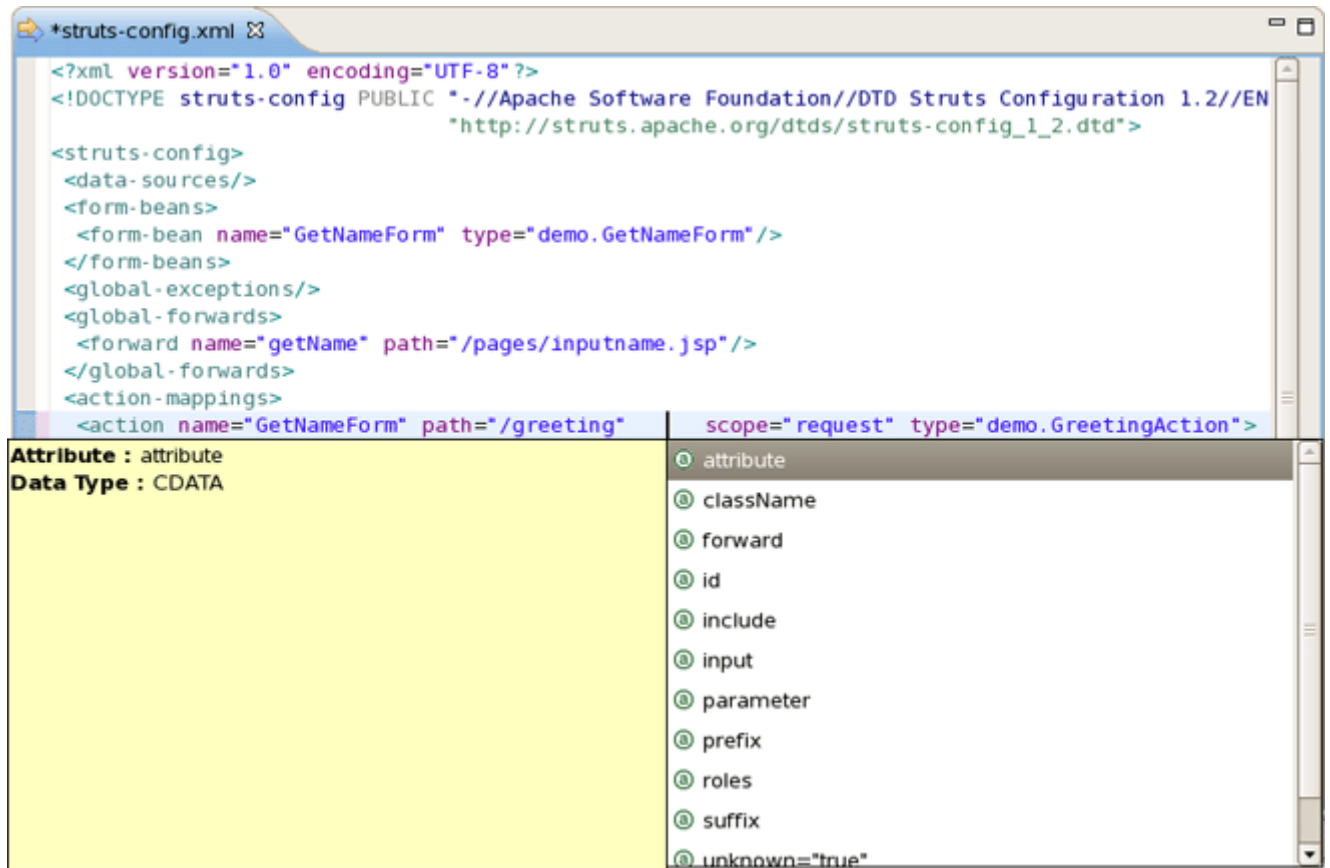 *struts-config.xml
<?xml version="1.0" encoding="UTF-8"?>
<!DOCTYPE struts-config PUBLIC "-//Apache Software Foundation//DTD Struts Configuration 1.2//EN
"http://struts.apache.org/dtds/struts-config_1_2.dtd">
<struts-config>
<data-sources/>
<form-beans>
<form-bean name="GetNameForm" type="demo.GetNameForm"/>
</form-beans>
<global-exceptions/>
<global-forwards>
<forward name="getName" path="/pages/inputname.jsp"/>
</global-forwards>
<action-mappings>
<action name="GetNameForm" path="/greeting" scope="request" type="demo.GreetingAction">
Attribute : attribute
Data Type : CDATA
attribute
className
forward
id
include
input
parameter
prefix
roles
suffix
unknown="true"